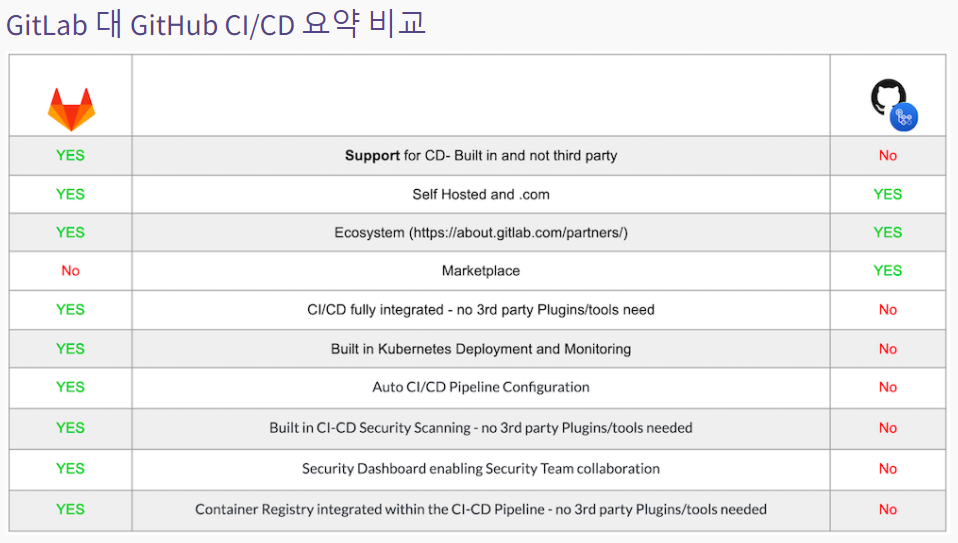 GitLab 대 GitHub CI/CD 요약 비교
YES Support for CD- Built in and not third party No
YES Self Hosted and .com YES
YES Ecosystem (https://about.gitlab.com/partners/) YES
No Marketplace YES
YES CI/CD fully integrated - no 3rd party Plugins/tools need No
YES Built in Kubernetes Deployment and Monitoring No
YES Auto CI/CD Pipeline Configuration No
YES Built in CI-CD Security Scanning - no 3rd party Plugins/tools needed No
YES Security Dashboard enabling Security Team collaboration No
YES Container Registry integrated within the CI-CD Pipeline - no 3rd party Plugins/tools needed No